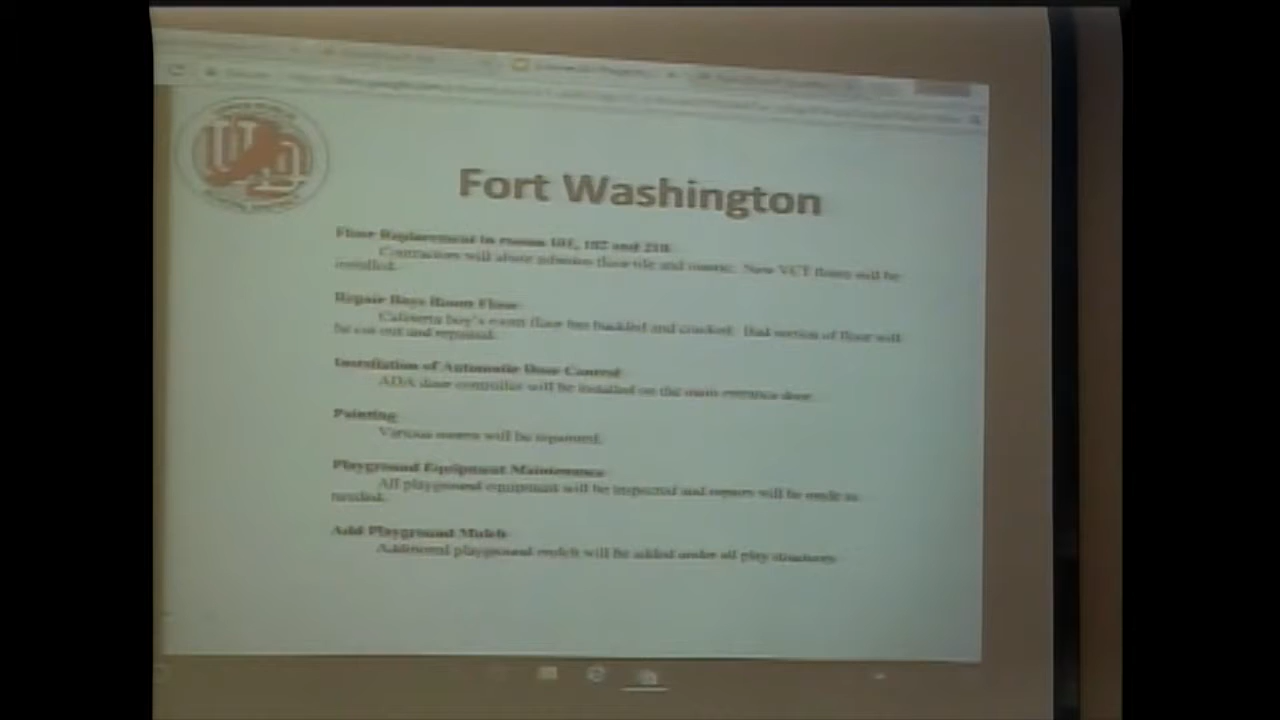 UD
Fort Washington
Floor Replacement in rooms 101, 102 and 210
Contractors will abate asbestos floor tile and mastic. New VCT floors will be
installed.
Repair Boys Room Floor
Cafeteria boy's room floor has buckled and cracked. Bad section of floor will
be cut out and repaired.
Installation of Automatic Door Control
ADA door controller will be installed on the main entrance door.
Painting
Various rooms will be repainted.
Playground Equipment Maintenance
All playground equipment will be inspected and repairs will be made as
needed.
Add Playground Mulch
Additional playground mulch will be added under all play structures